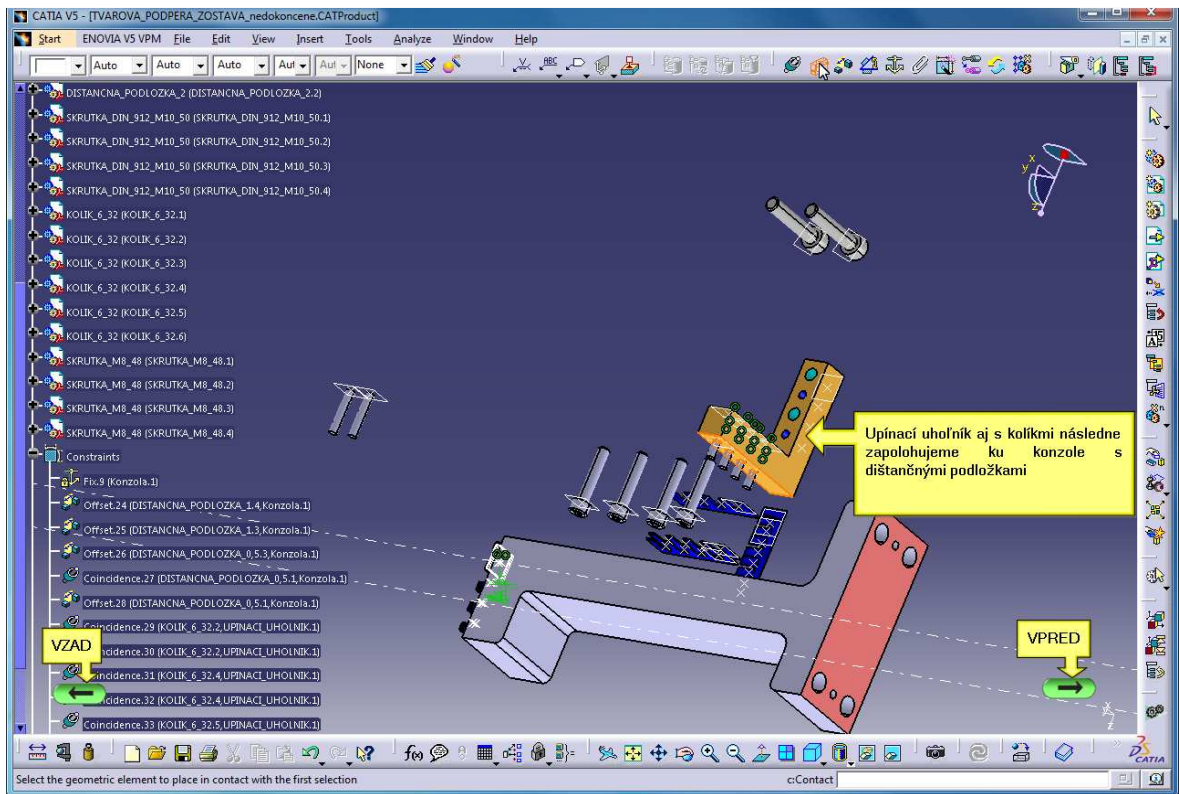 CATIA V5 - [TVAROVA_PODPERA_ZOSTAVA_nedokoncene.CATProduct]
Start ENOVIA V5 VPM File Edit View Insert Tools Analyze Window Help
Auto Auto Auto Aut Aut None
DISTANCNA_PODLOZKA_2 (DISTANCNA_PODLOZKA_2.2)
SKRUTKA_DIN_912_M10_50 (SKRUTKA_DIN_912_M10_50.1)
SKRUTKA_DIN_912_M10_50 (SKRUTKA_DIN_912_M10_50.2)
SKRUTKA_DIN_912_M10_50 (SKRUTKA_DIN_912_M10_50.3)
SKRUTKA_DIN_912_M10_50 (SKRUTKA_DIN_912_M10_50.4)
KOLIK_6_32 (KOLIK_6_32.1)
KOLIK_6_32 (KOLIK_6_32.2)
KOLIK_6_32 (KOLIK_6_32.3)
KOLIK_6_32 (KOLIK_6_32.4)
KOLIK_6_32 (KOLIK_6_32.5)
KOLIK_6_32 (KOLIK_6_32.6)
SKRUTKA_M8_48 (SKRUTKA_M8_48.1)
SKRUTKA_M8_48 (SKRUTKA_M8_48.2)
SKRUTKA_M8_48 (SKRUTKA_M8_48.3)
SKRUTKA_M8_48 (SKRUTKA_M8_48.4)
Constraints
Fix.9 (Konzola.1)
Offset.24 (DISTANCNA_PODLOZKA_1.4,Konzola.1)
Offset.25 (DISTANCNA_PODLOZKA_1.3,Konzola.1)
Offset.26 (DISTANCNA_PODLOZKA_0,5.3,Konzola.1)
Coincidence.27 (DISTANCNA_PODLOZKA_0,5.1,Konzola.1)
Offset.28 (DISTANCNA_PODLOZKA_0,5.1,Konzola.1)
Coincidence.29 (KOLIK_6_32.2,UPINACI_UHOLNIK.1)
Coincidence.30 (KOLIK_6_32.2,UPINACI_UHOLNIK.1)
Coincidence.31 (KOLIK_6_32.4,UPINACI_UHOLNIK.1)
Coincidence.32 (KOLIK_6_32.4,UPINACI_UHOLNIK.1)
Coincidence.33 (KOLIK_6_32.5,UPINACI_UHOLNIK.1)
VZAD
x
y
z
Upínací uhoľník aj s kolíkmi následne
zapolohujeme ku konzole s
dištančnými podložkami
VPRED
f(x)
CATIA
Select the geometric element to place in contact with the first selection
c:Contact